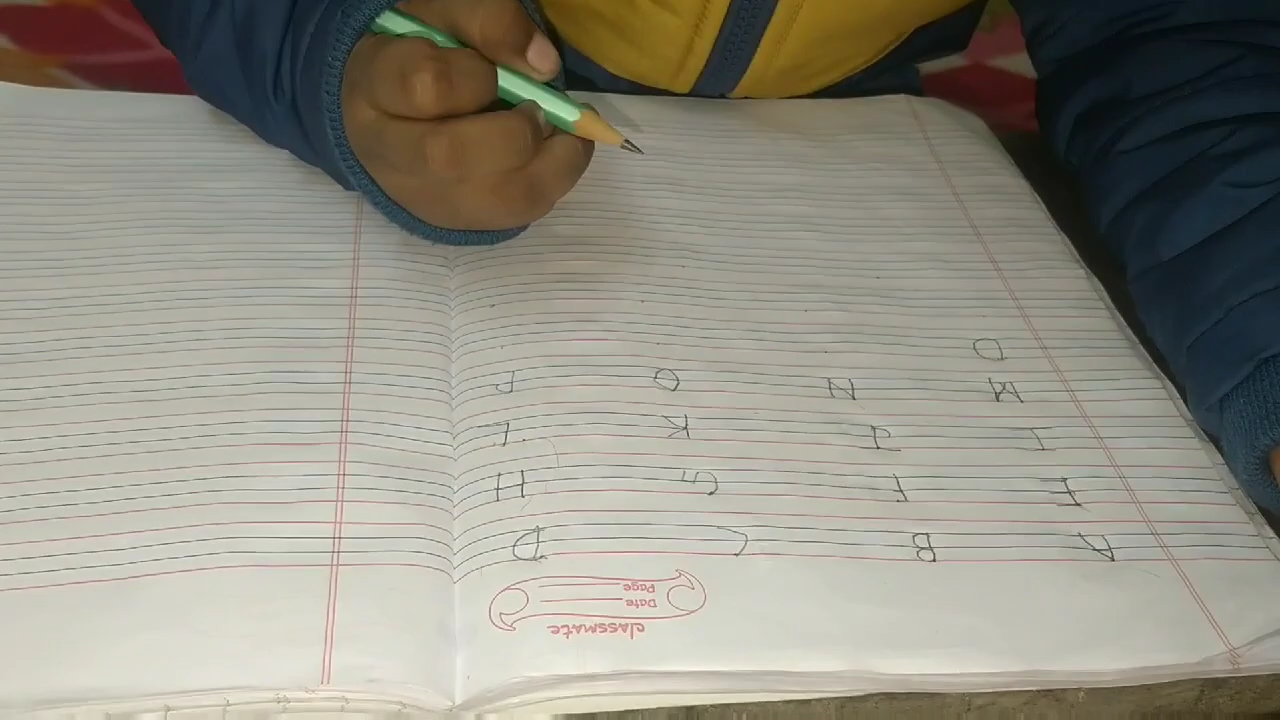 classmate
Date
Page
A B C D
E F G H
I J K L
M N O P
Q